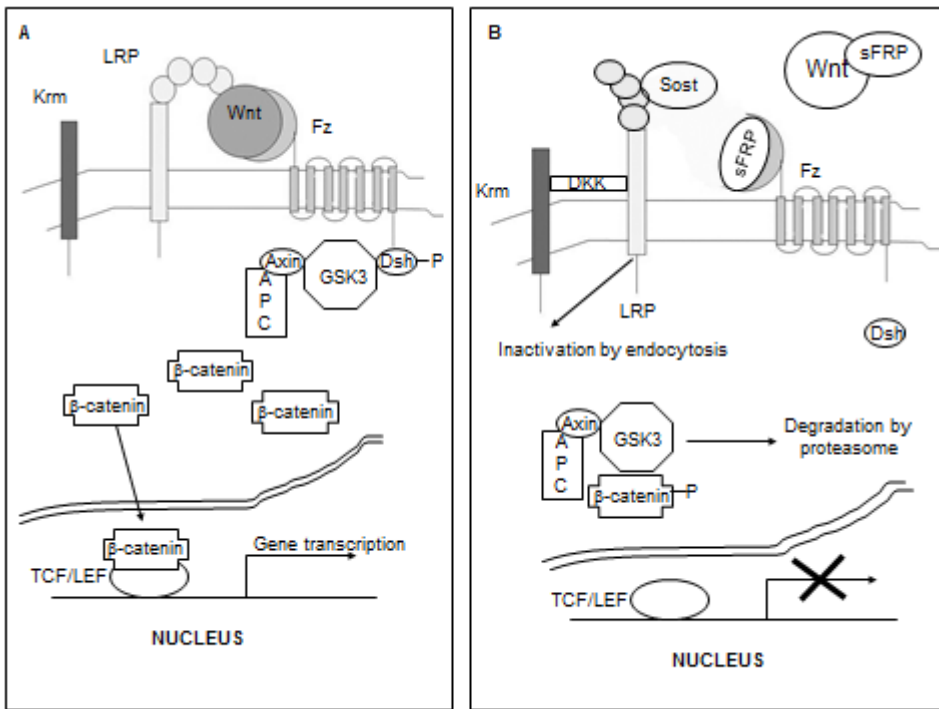 A
LRP
Krm
Wnt
Fz
Axin
GSK3
Dsh
P
A
P
C
β-catenin
β-catenin
β-catenin
β-catenin
Gene transcription
TCF/LEF
NUCLEUS
B
Wnt
sFRP
Sost
sFRP
Fz
Krm
DKK
LRP
Inactivation by endocytosis
Dsh
Axin
GSK3
A
P
C
Degradation by
proteasome
β-catenin
P
TCF/LEF
NUCLEUS